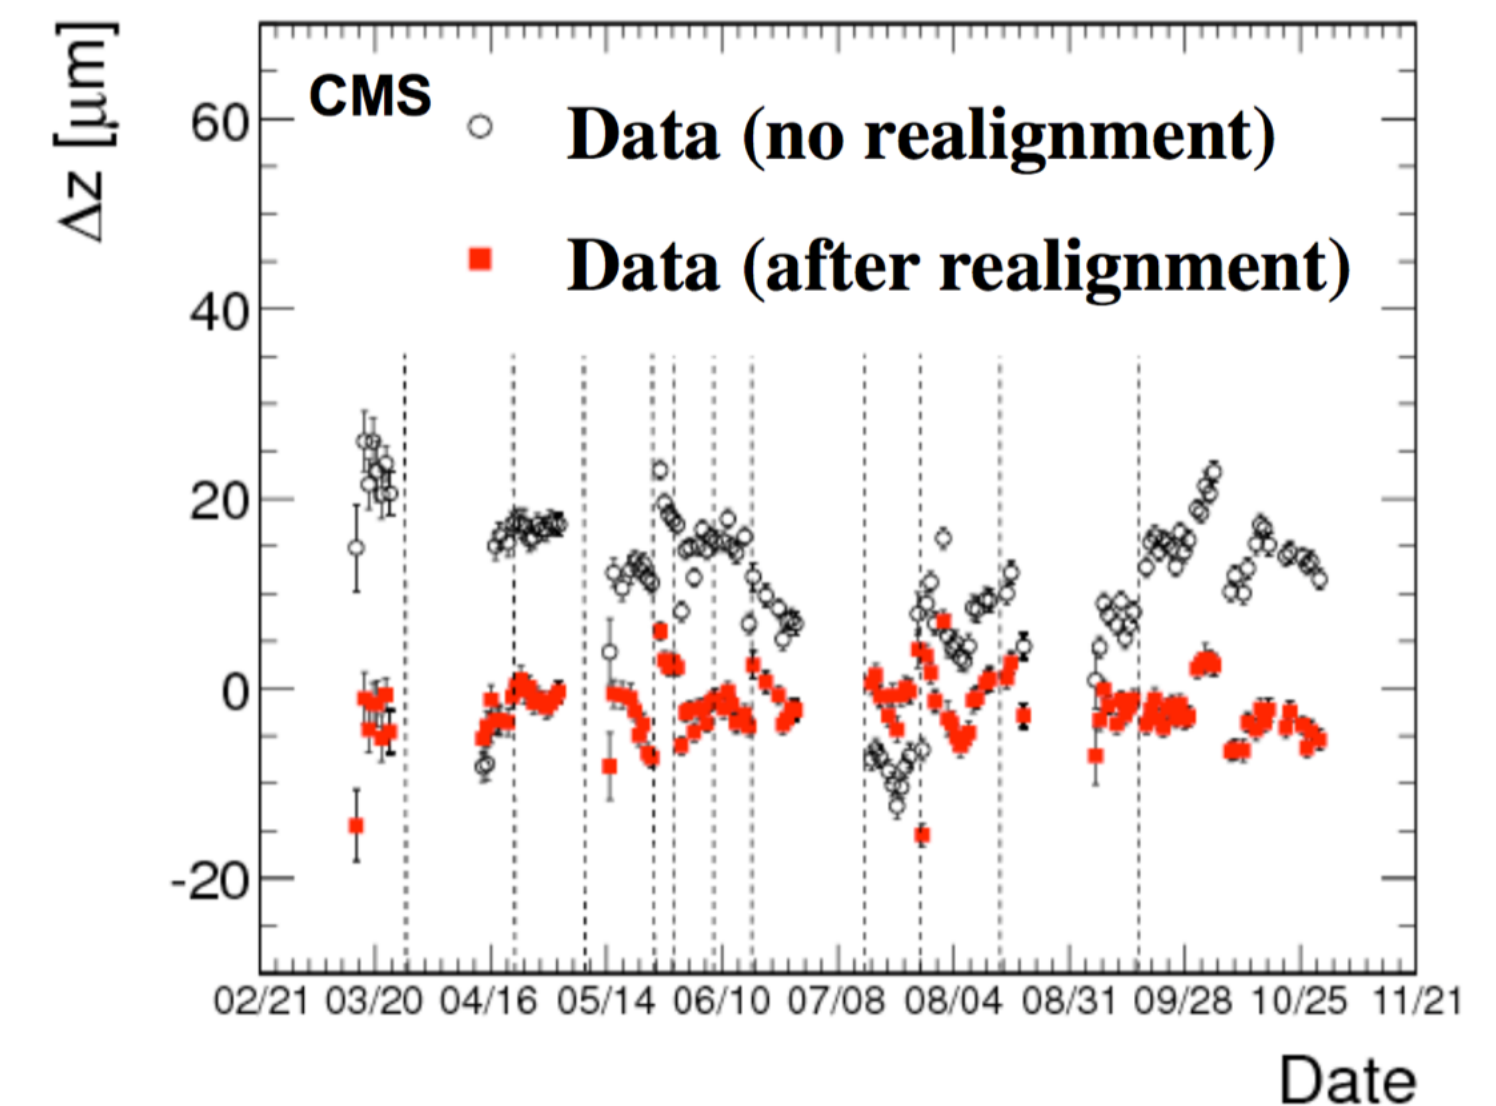 Δz [μm]
CMS
Data (no realignment)
Data (after realignment)
60
40
20
0
-20
02/21 03/20 04/16 05/14 06/10 07/08 08/04 08/31 09/28 10/25 11/21
Date